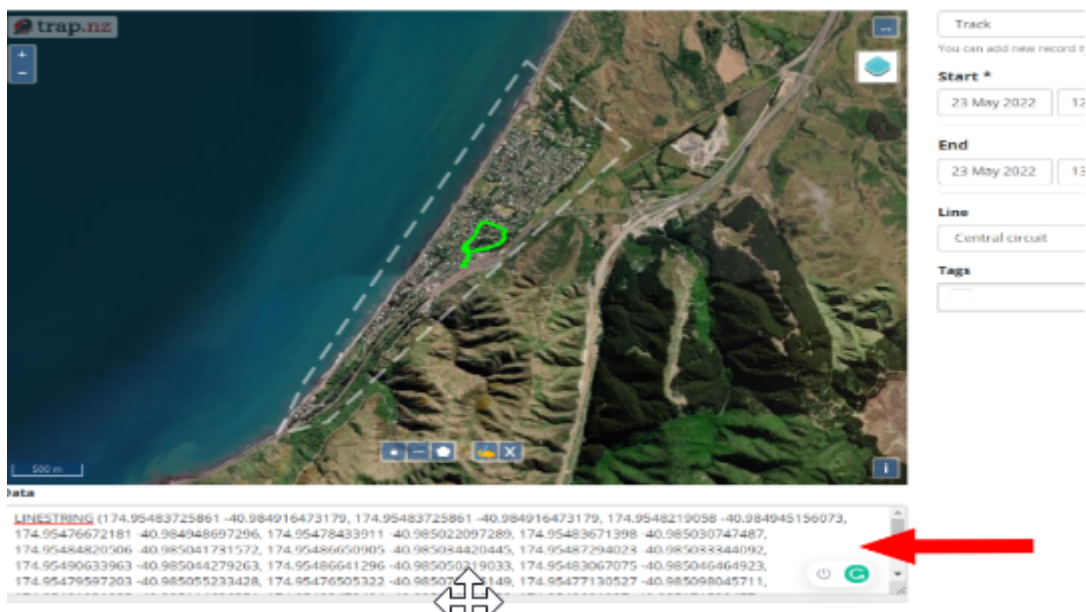 trap.nz
+
−
500 m
i
X
Track
You can add new record
Start *
23 May 2022 12
End
23 May 2022 13
Line
Central circuit
Tags
Data
LINESTRING (174.95483725861 -40.984916473179, 174.95483725861 -40.984916473179, 174.9548219058 -40.984945156073,
174.95476672181 -40.984948697296, 174.95478433911 -40.985022097289, 174.95483671398 -40.985030747487,
174.95484820506 -40.985041731572, 174.95486650905 -40.985034420445, 174.95487294023 -40.985033344092,
174.95490633963 -40.985044279263, 174.95486641296 -40.985050219033, 174.95483067075 -40.98546464923,
174.95479597203 -40.985055233428, 174.95476505322 174.95477130527 -40.985098045711,